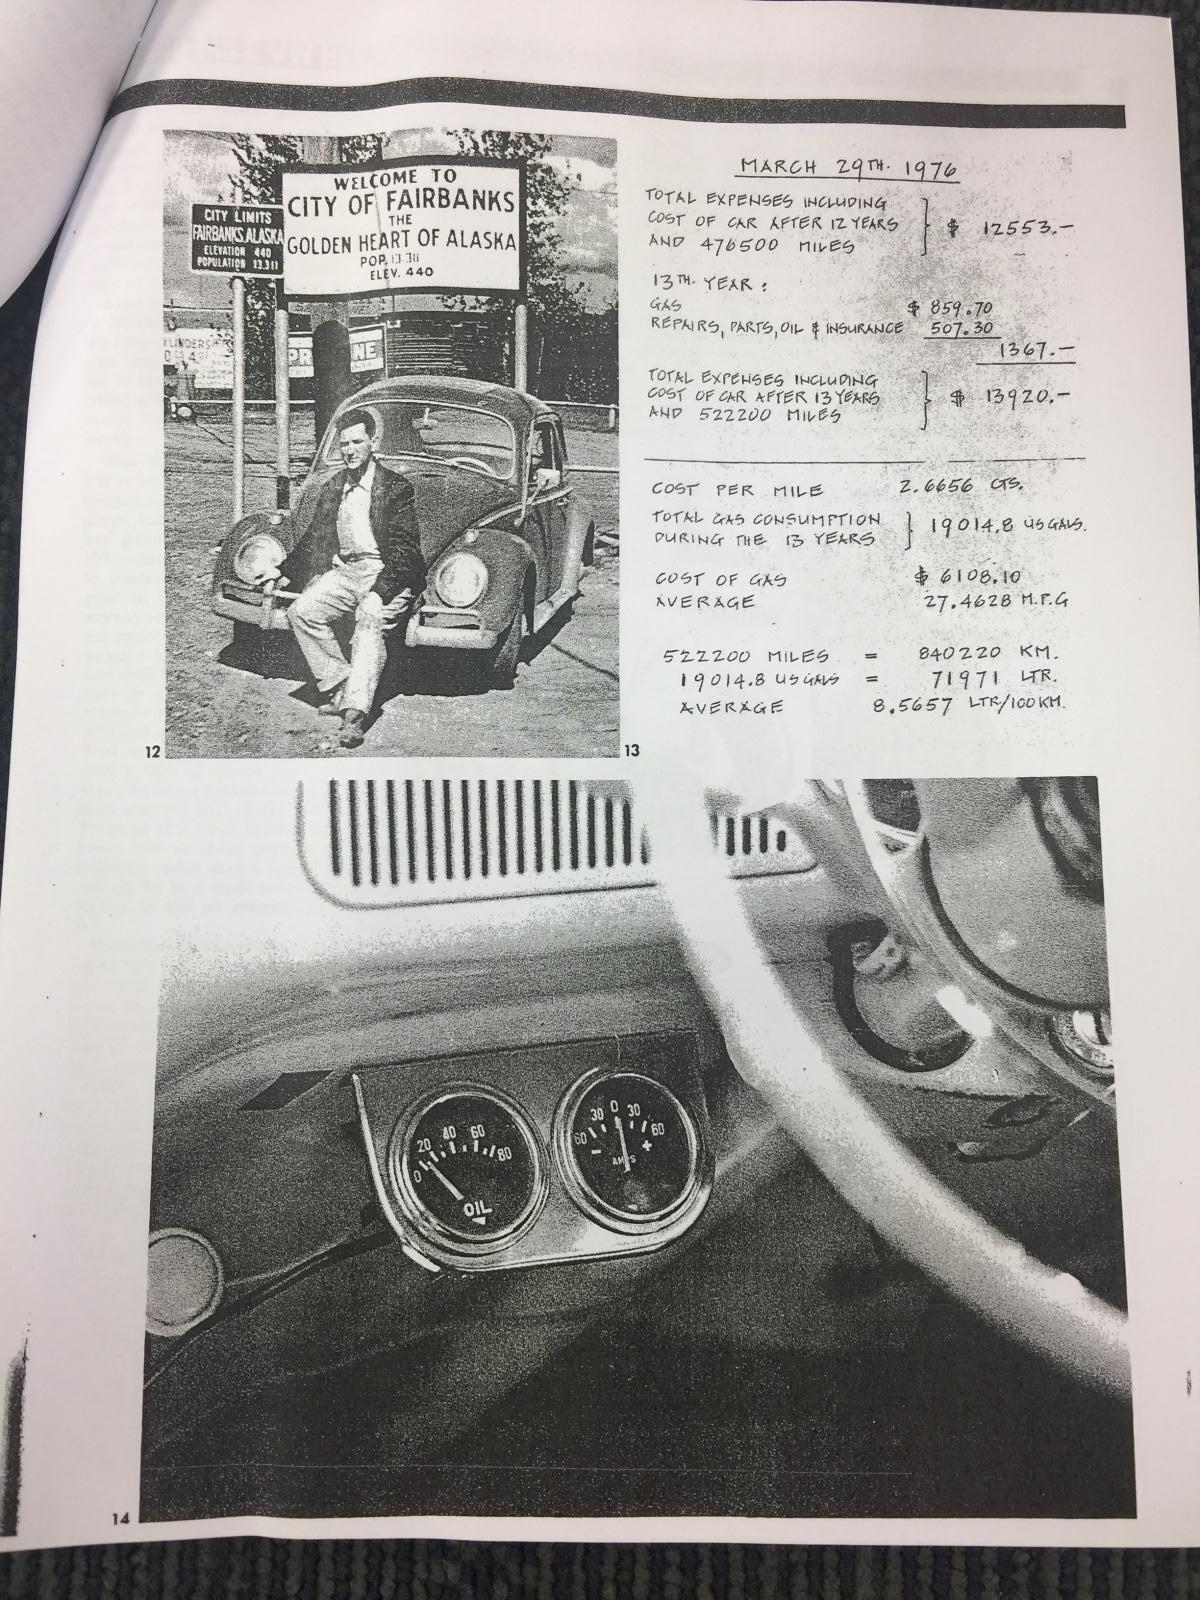 WELCOME TO
CITY OF FAIRBANKS
THE
GOLDEN HEART OF ALASKA
POP. 13.311
ELEV. 440
CITY LIMITS
FAIRBANKS, ALASKA
ELEVATION 440
POPULATION 13.311
12
MARCH 29TH. 1976
TOTAL EXPENSES INCLUDING
COST OF CAR AFTER 12 YEARS } $ 12553.-
AND 476500 MILES
13TH. YEAR :
GAS $ 859.70
REPAIRS, PARTS, OIL & INSURANCE 507.30
1367.-
TOTAL EXPENSES INCLUDING
COST OF CAR AFTER 13 YEARS } $ 13920.-
AND 522200 MILES
COST PER MILE 2.6656 CTS.
TOTAL GAS CONSUMPTION } 19014.8 US GALS.
DURING THE 13 YEARS
COST OF GAS $ 6108.10
AVERAGE 27.4628 M.P.G
522200 MILES = 840220 KM.
19014.8 US GALS = 71971 LTR.
AVERAGE 8.5657 LTR/100 KM.
13
0 20 40 60 80
OIL
60 30 0 30 60
- +
AMPS
14